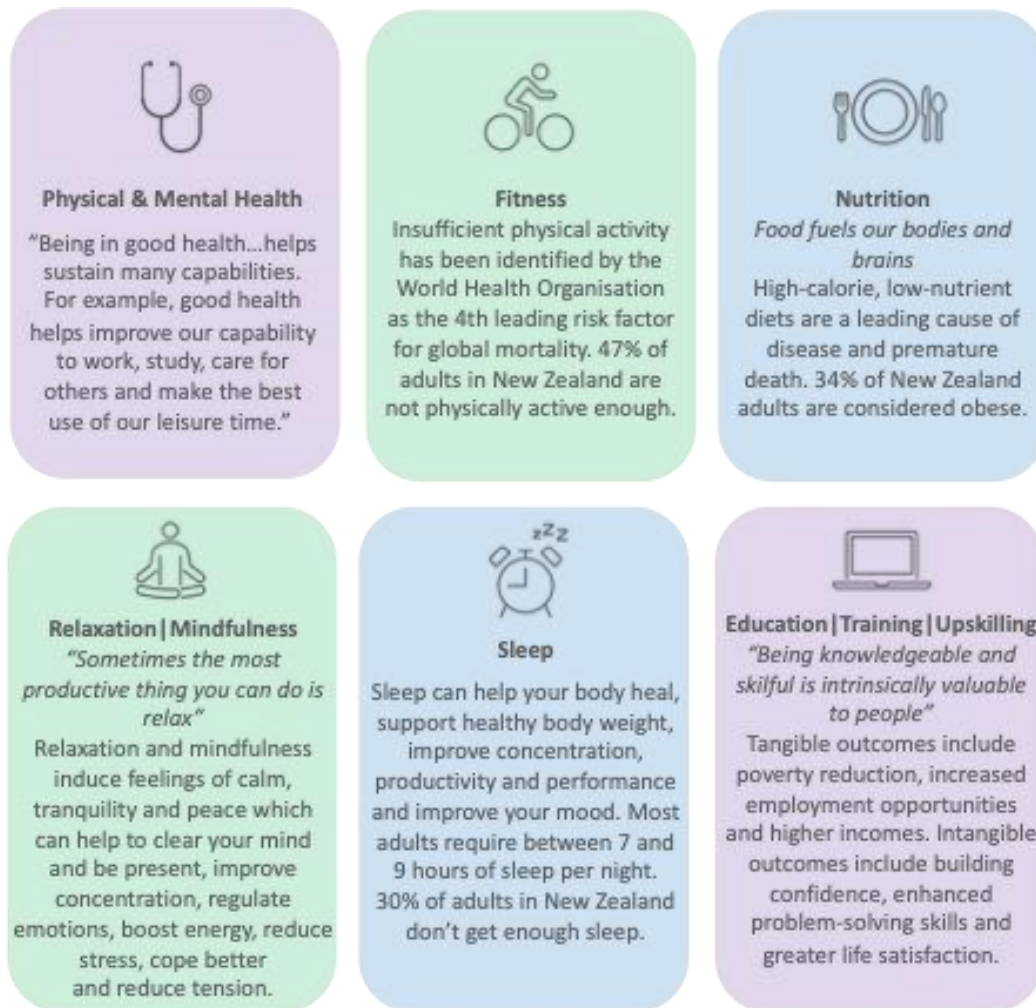 Physical & Mental Health
“Being in good health...helps
sustain many capabilities.
For example, good health
helps improve our capability
to work, study, care for
others and make the best
use of our leisure time.”
Fitness
Insufficient physical activity
has been identified by the
World Health Organisation
as the 4th leading risk factor
for global mortality. 47% of
adults in New Zealand are
not physically active enough.
Nutrition
Food fuels our bodies and
brains
High-calorie, low-nutrient
diets are a leading cause of
disease and premature
death. 34% of New Zealand
adults are considered obese.
Relaxation|Mindfulness
“Sometimes the most
productive thing you can do is
relax”
Relaxation and mindfulness
induce feelings of calm,
tranquility and peace which
can help to clear your mind
and be present, improve
concentration, regulate
emotions, boost energy, reduce
stress, cope better
and reduce tension.
zZZ
Sleep
Sleep can help your body heal,
support healthy body weight,
improve concentration,
productivity and performance
and improve your mood. Most
adults require between 7 and
9 hours of sleep per night.
30% of adults in New Zealand
don’t get enough sleep.
Education|Training|Upskilling
“Being knowledgeable and
skilful is intrinsically valuable
to people”
Tangible outcomes include
poverty reduction, increased
employment opportunities
and higher incomes. Intangible
outcomes include building
confidence, enhanced
problem-solving skills and
greater life satisfaction.